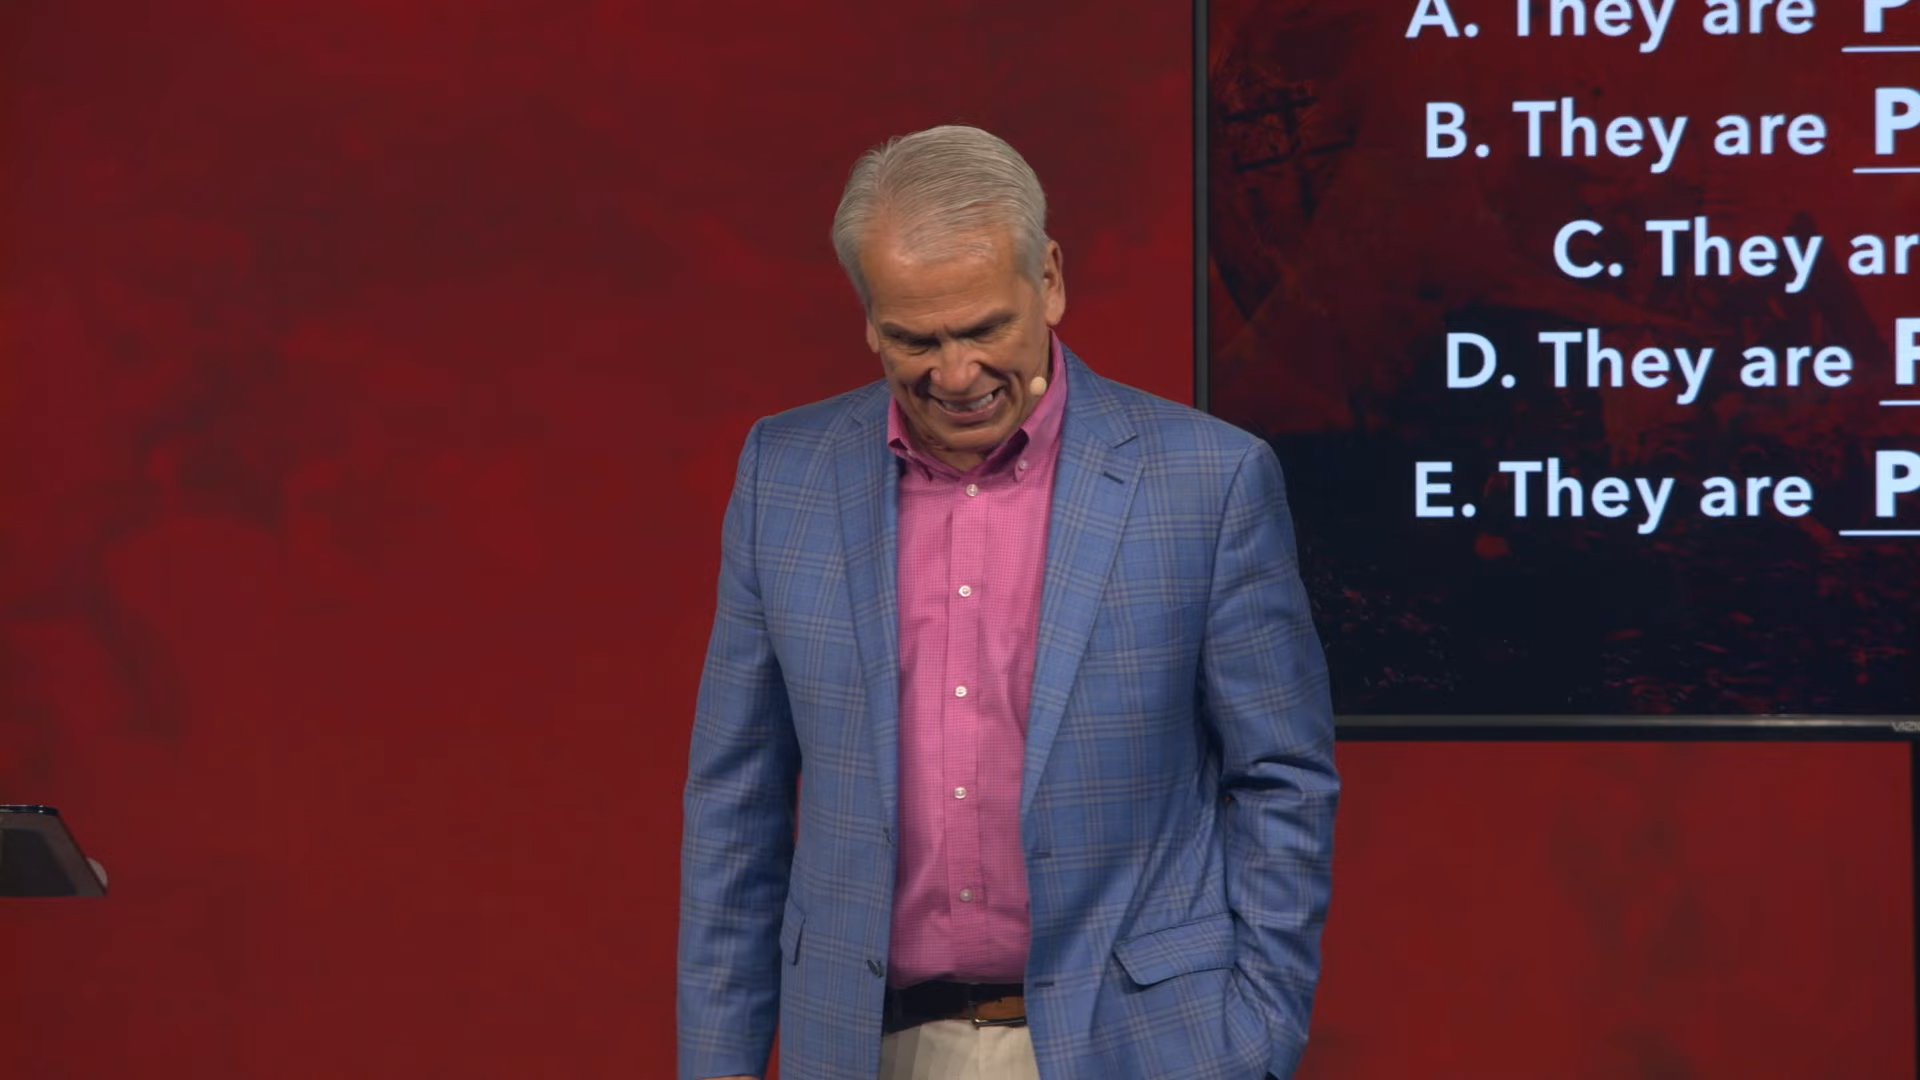 A. They are P
B. They are P
C. They ar
D. They are P
E. They are P